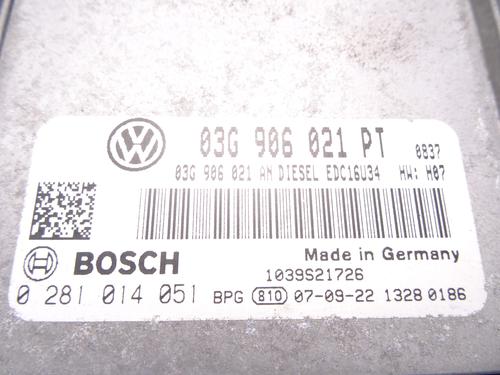 03G 906 021 PT 0837
03G 906 021 AN DIESEL EDC16U34 HW: H07
Made in Germany
BOSCH 1039S21726
0 281 014 051 BPG 810 07-09-22 1328 0186